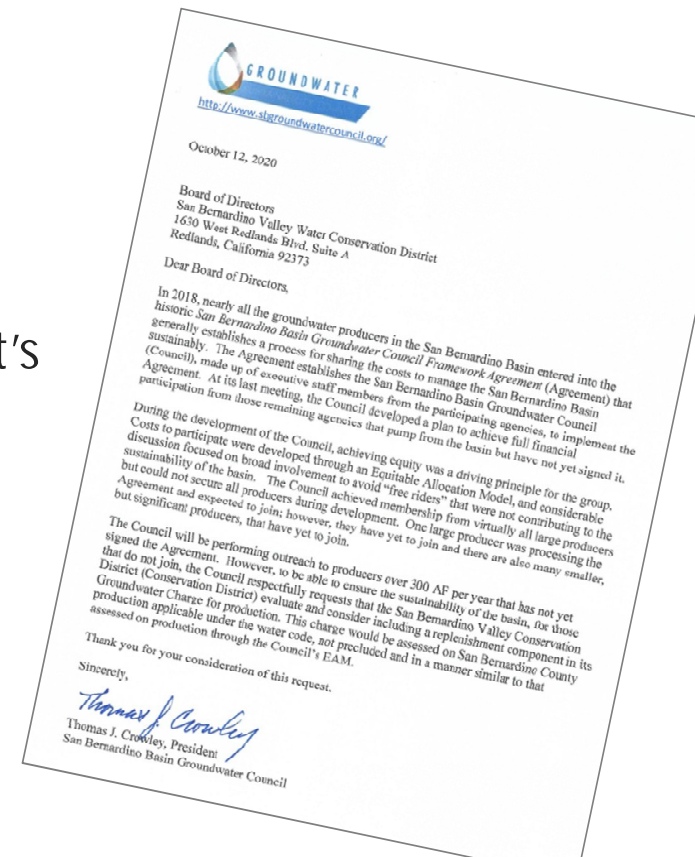 t's
GROUNDWATER
http://www.sbgroundwatercouncil.org/
October 12, 2020
Board of Directors
San Bernardino Valley Water Conservation District
1630 West Redlands Blvd. Suite A
Redlands, California 92373
Dear Board of Directors,
In 2018, nearly all the groundwater producers in the San Bernardino Basin entered into the
historic San Bernardino Basin Groundwater Council Framework Agreement (Agreement) that
generally establishes a process for sharing the costs to manage the San Bernardino Basin
sustainably. The Agreement establishes the San Bernardino Basin Groundwater Council
(Council), made up of executive staff members from the participating agencies, to implement the
Agreement. At its last meeting, the Council developed a plan to achieve full financial
participation from those remaining agencies that pump from the basin but have not yet signed it.
During the development of the Council, achieving equity was a driving principle for the group.
Costs to participate were developed through an Equitable Allocation Model, and considerable
discussion focused on broad involvement to avoid "free riders" that were not contributing to the
sustainability of the basin. The Council achieved membership from virtually all large producers
but could not secure all producers during development. One large producer was processing the
Agreement and expected to join; however, they have yet to join and there are also many smaller,
but significant producers, that have yet to join.
The Council will be performing outreach to producers over 300 AF per year that has not yet
signed the Agreement. However, to be able to ensure the sustainability of the basin, for those
that do not join, the Council respectfully requests that the San Bernardino Valley Conservation
District (Conservation District) evaluate and consider including a replenishment component in its
Groundwater Charge for production. This charge would be assessed on San Bernardino County
production applicable under the water code, not precluded and in a manner similar to that
assessed on production through the Council's EAM.
Thank you for your consideration of this request.
Sincerely,
Thomas J. Crowley
Thomas J. Crowley, President
San Bernardino Basin Groundwater Council